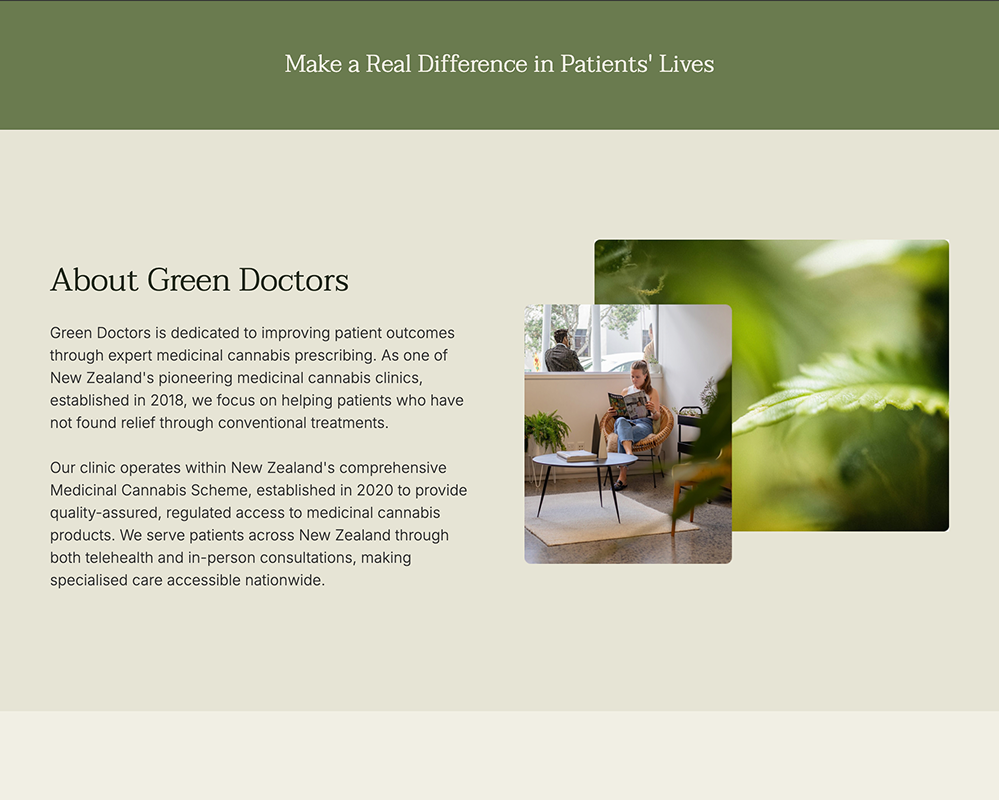 Make a Real Difference in Patients' Lives
About Green Doctors
Green Doctors is dedicated to improving patient outcomes
through expert medicinal cannabis prescribing. As one of
New Zealand's pioneering medicinal cannabis clinics,
established in 2018, we focus on helping patients who have
not found relief through conventional treatments.
Our clinic operates within New Zealand's comprehensive
Medicinal Cannabis Scheme, established in 2020 to provide
quality-assured, regulated access to medicinal cannabis
products. We serve patients across New Zealand through
both telehealth and in-person consultations, making
specialised care accessible nationwide.